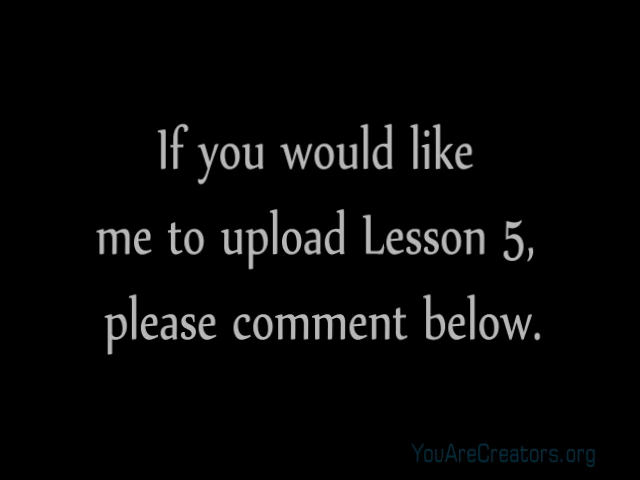 If you would like
me to upload Lesson 5,
please comment below.
YouAreCreators.org